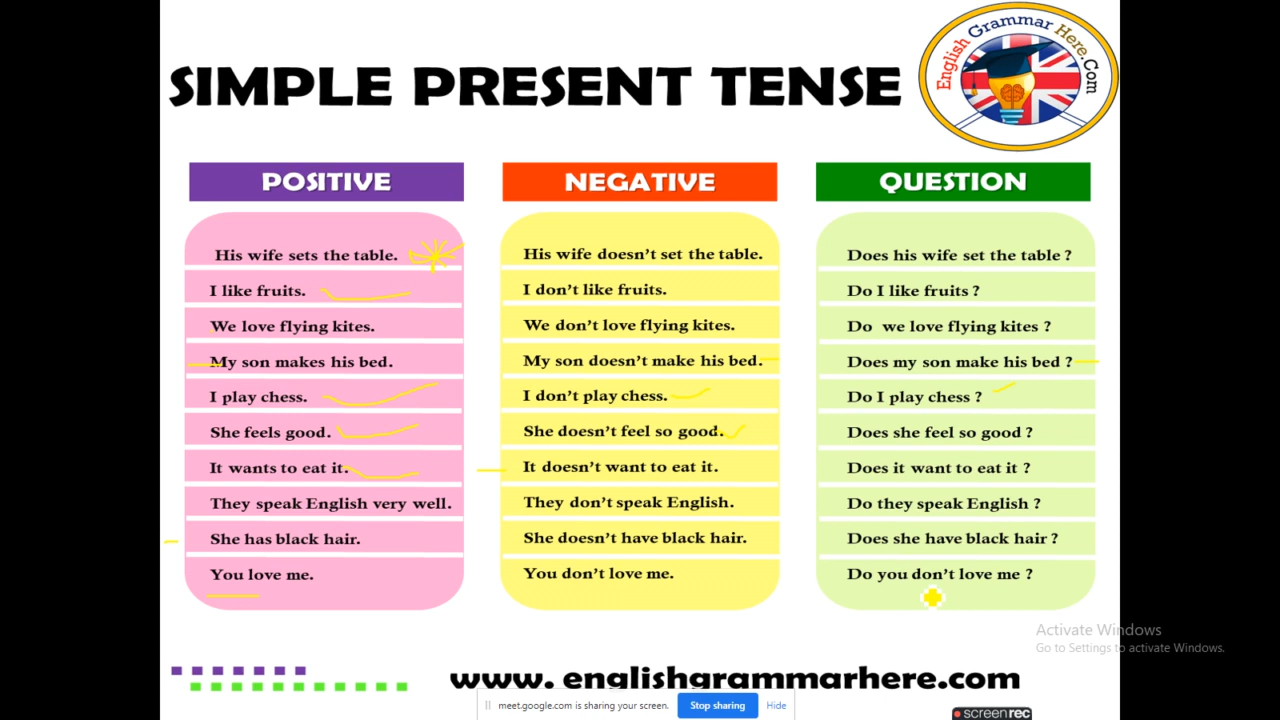 SIMPLE PRESENT TENSE
English Grammar Here.Com
POSITIVE
His wife sets the table.
I like fruits.
We love flying kites.
My son makes his bed.
I play chess.
She feels good.
It wants to eat it.
They speak English very well.
She has black hair.
You love me.
NEGATIVE
His wife doesn't set the table.
I don't like fruits.
We don't love flying kites.
My son doesn't make his bed.
I don't play chess.
She doesn't feel so good.
It doesn't want to eat it.
They don't speak English.
She doesn't have black hair.
You don't love me.
QUESTION
Does his wife set the table ?
Do I like fruits ?
Do we love flying kites ?
Does my son make his bed ?
Do I play chess ?
Does she feel so good ?
Does it want to eat it ?
Do they speak English ?
Does she have black hair ?
Do you don't love me ?
Activate Windows
Go to Settings to activate Windows.
www. englishgrammarhere.com
meet.google.com is sharing your screen.
Stop sharing
Hide
screenrec